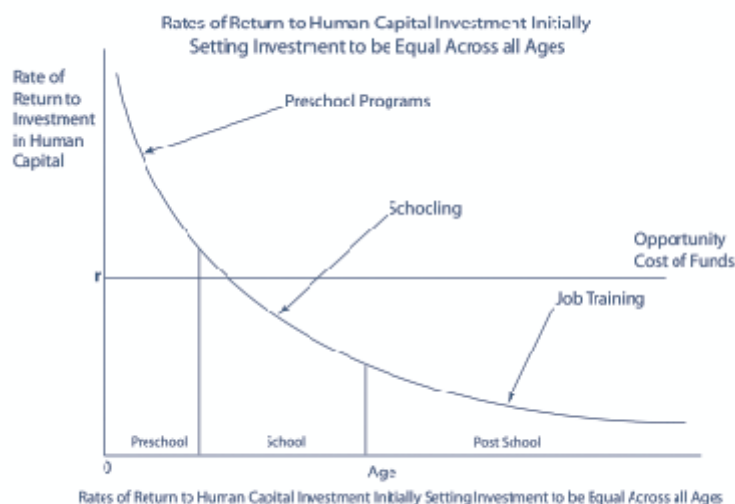 Rates of Return to Human Capital Investment Initially
Setting Investment to be Equal Across all Ages
Rate of
Return to
Investment
in Human
Capital
Preschool Programs
Schooling
Opportunity
Cost of Funds
r
Job Training
Preschool
School
Post School
0
Age
Rates of Return to Human Capital Investment Initially Setting Investment to be Equal Across all Ages